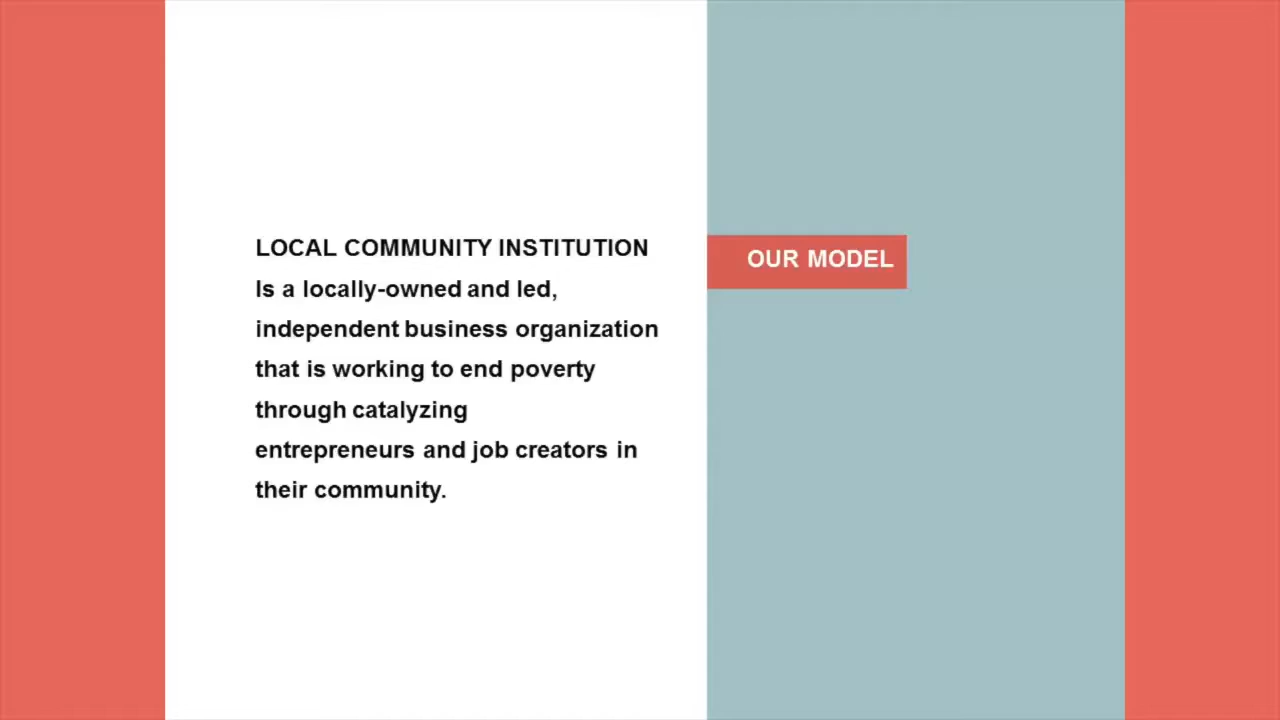 LOCAL COMMUNITY INSTITUTION
Is a locally-owned and led,
independent business organization
that is working to end poverty
through catalyzing
entrepreneurs and job creators in
their community.
OUR MODEL